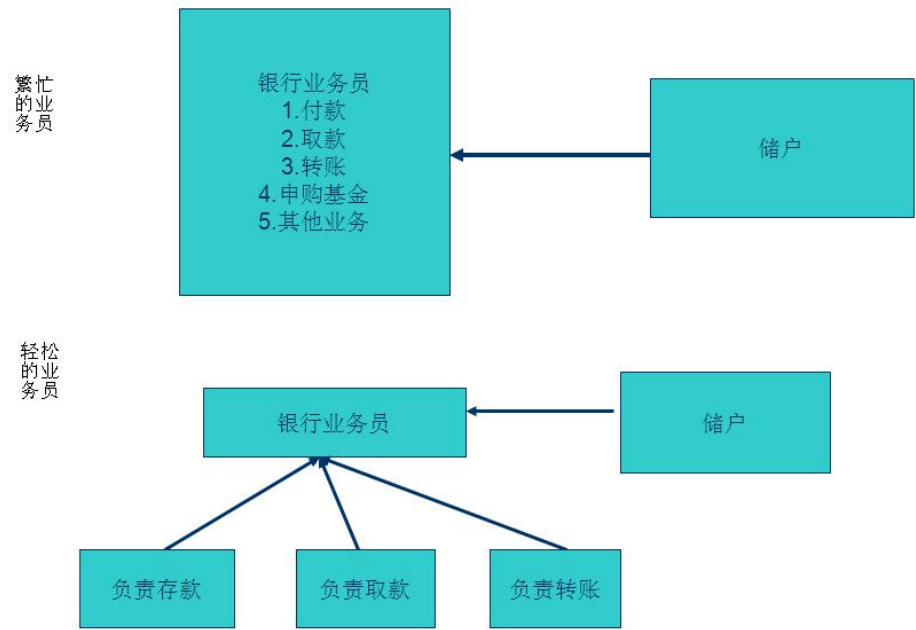 繁忙
的业
务员
银行业务员
1.付款
2.取款
3.转账
4.申购基金
5.其他业务
储户
轻松
的业
务员
银行业务员
储户
负责存款
负责取款
负责转账